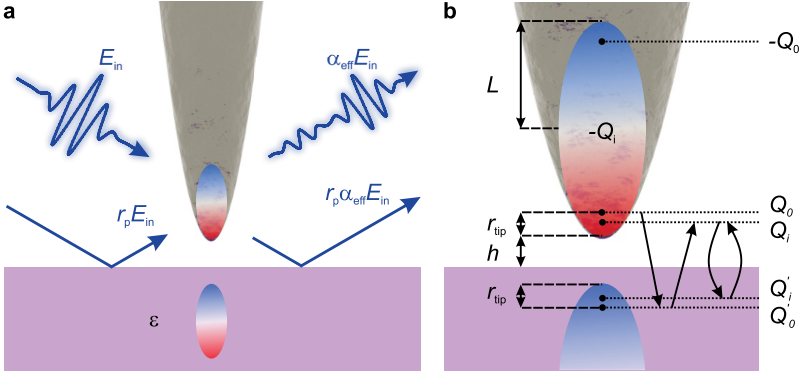 a
E_in
α_eff E_in
r_p E_in
r_p α_eff E_in
ε
b
-Q_0
L
-Q_i
Q_0
r_tip
Q_i
h
r_tip
Q'_i
Q'_0